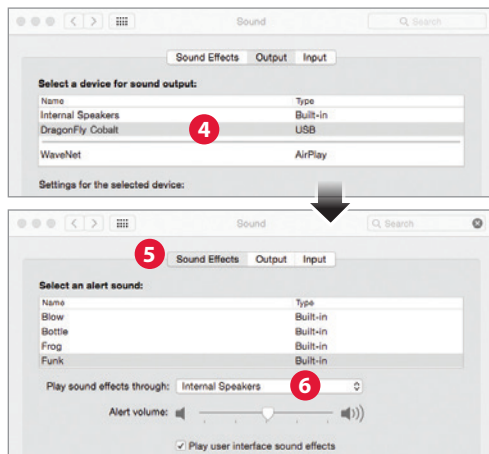 Sound
Search
Sound Effects Output Input
Select a device for sound output:
Name Type
Internal Speakers Built-in
DragonFly Cobalt 4 USB
WaveNet AirPlay
Settings for the selected device:
Sound
Search
5 Sound Effects Output Input
Select an alert sound:
Name Type
Blow Built-in
Bottle Built-in
Frog Built-in
Funk Built-in
Play sound effects through: Internal Speakers 6
Alert volume:
Play user interface sound effects